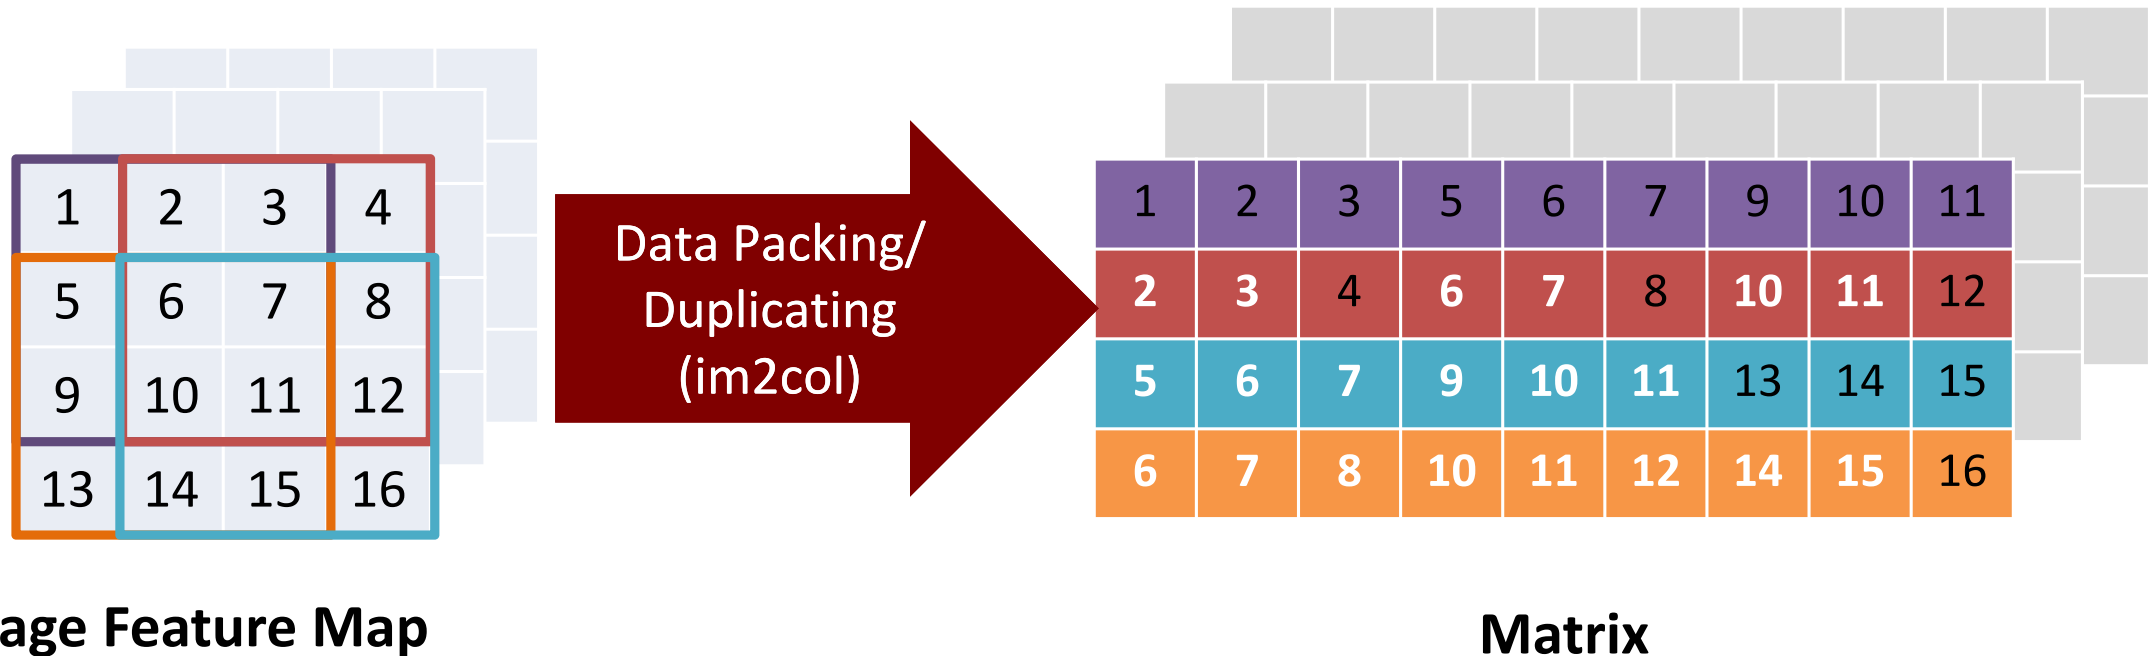 1 2 3 4
5 6 7 8
9 10 11 12
13 14 15 16
age Feature Map
Data Packing/
Duplicating
(im2col)
1 2 3 5 6 7 9 10 11
2 3 4 6 7 8 10 11 12
5 6 7 9 10 11 13 14 15
6 7 8 10 11 12 14 15 16
Matrix